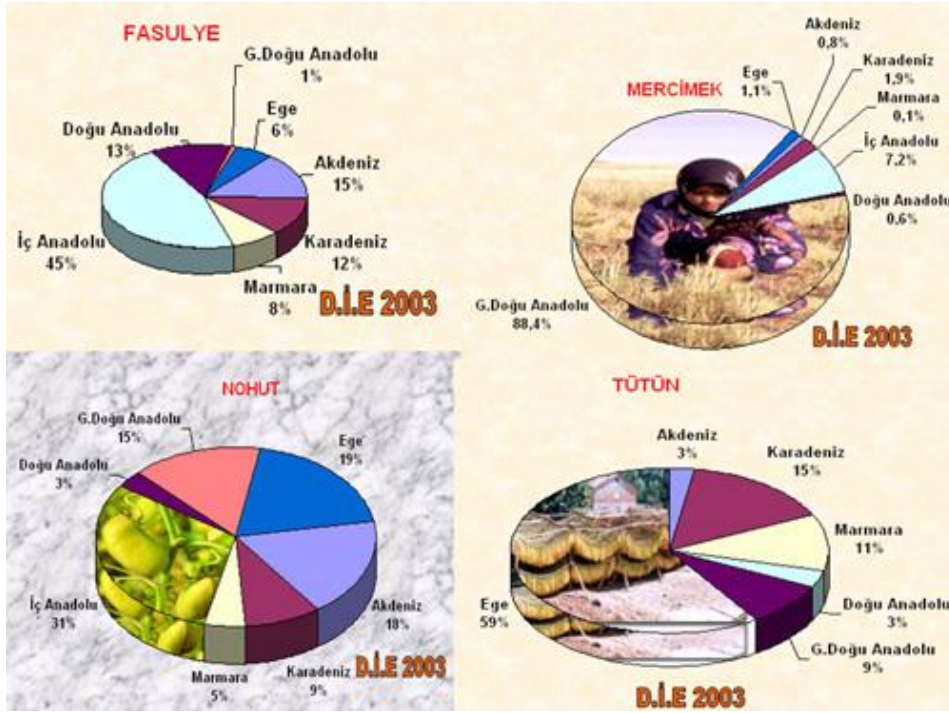 FASULYE
G.Doğu Anadolu
1%
Ege
6%
Doğu Anadolu
13%
Akdeniz
15%
İç Anadolu
45%
Karadeniz
12%
Marmara
8%
D.İ.E 2003
MERCİMEK
Akdeniz
0,8%
Ege
1,1%
Karadeniz
1,9%
Marmara
0,1%
İç Anadolu
7,2%
Doğu Anadolu
0,6%
G.Doğu Anadolu
88,4%
D.İ.E 2003
NOHUT
G.Doğu Anadolu
15%
Ege
19%
Doğu Anadolu
3%
İç Anadolu
31%
Akdeniz
18%
Karadeniz
9%
Marmara
5%
D.İ.E 2003
TÜTÜN
Akdeniz
3%
Karadeniz
15%
Marmara
11%
Ege
59%
Doğu Anadolu
3%
G.Doğu Anadolu
9%
D.İ.E 2003